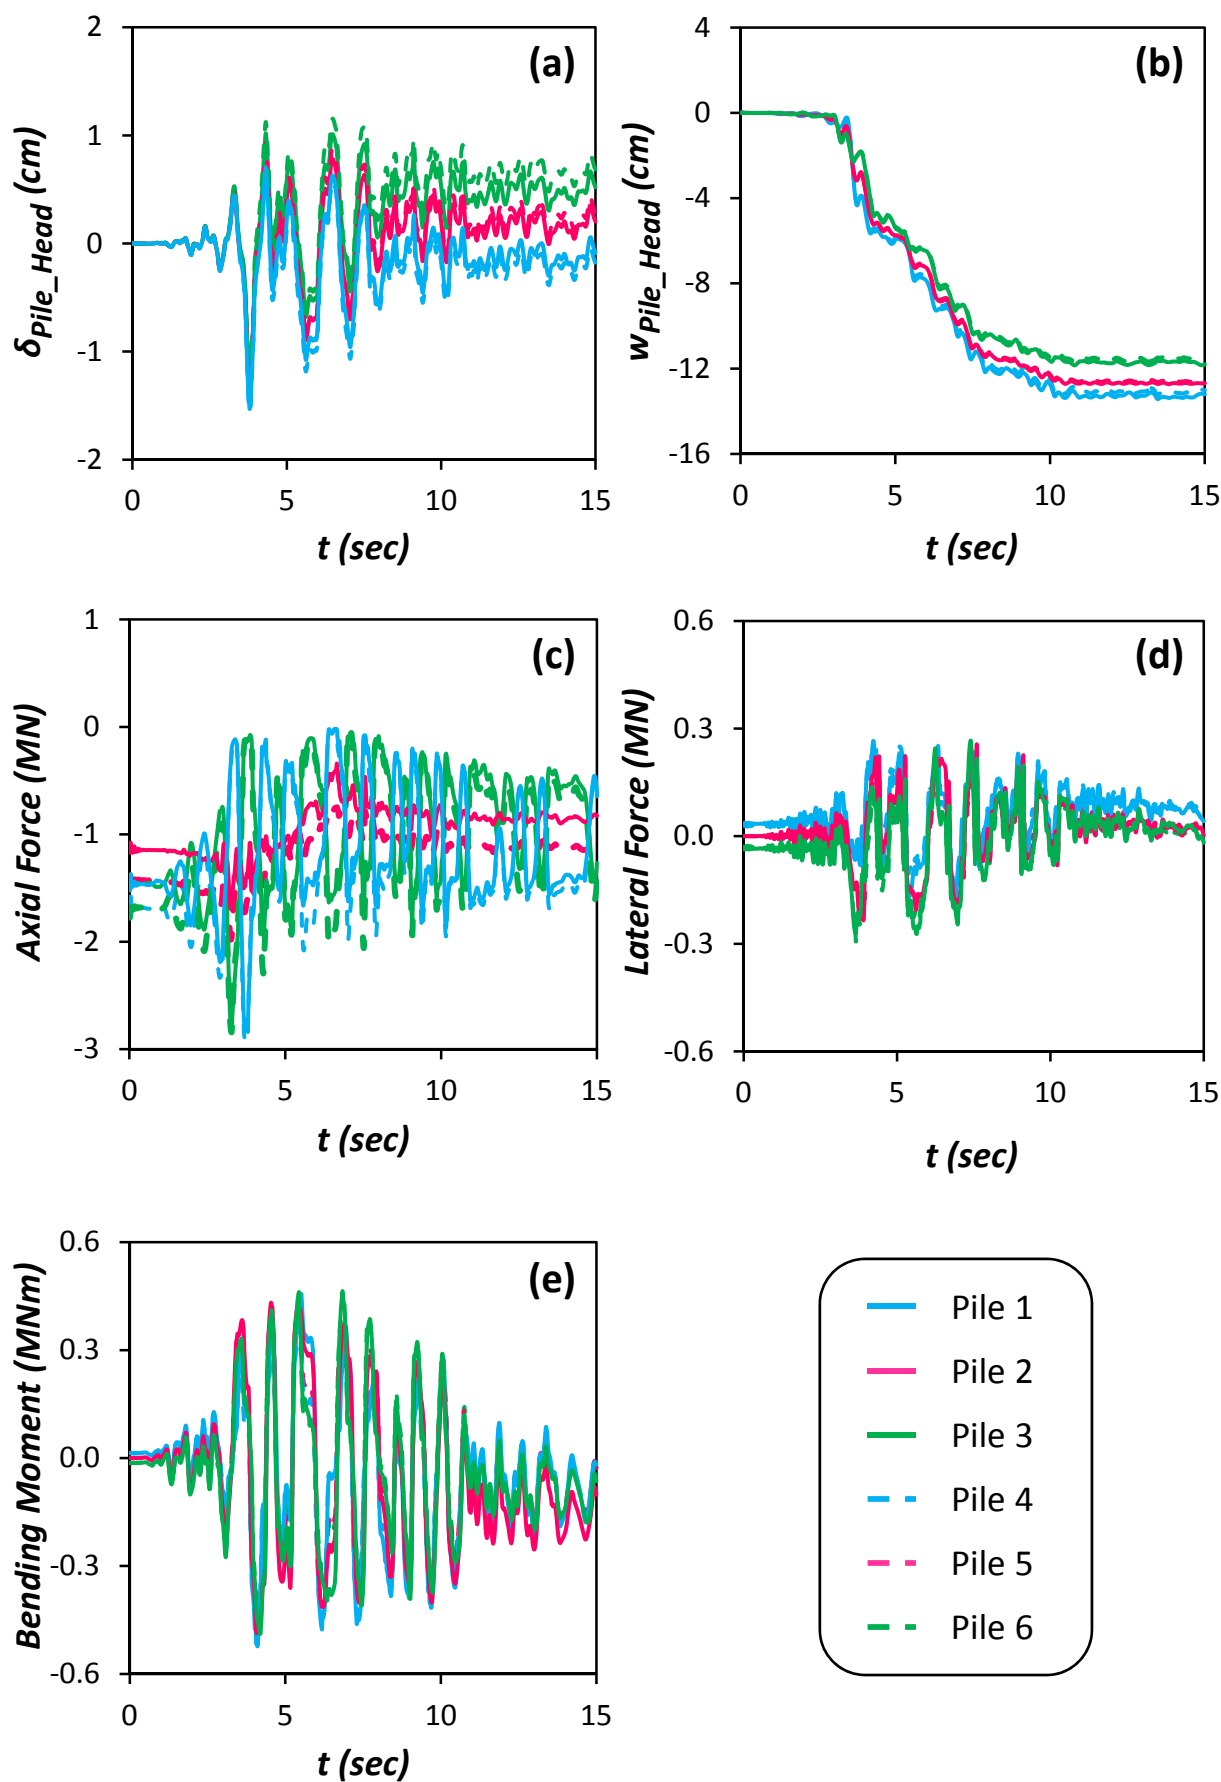 (a)
δPile_Head (cm)
2
1
0
-1
-2
0 5 10 15
t (sec)
(b)
wPile_Head (cm)
4
0
-4
-8
-12
-16
0 5 10 15
t (sec)
(c)
Axial Force (MN)
1
0
-1
-2
-3
0 5 10 15
t (sec)
(d)
Lateral Force (MN)
0.6
0.3
0.0
-0.3
-0.6
0 5 10 15
t (sec)
(e)
Bending Moment (MNm)
0.6
0.3
0.0
-0.3
-0.6
0 5 10 15
t (sec)
Pile 1
Pile 2
Pile 3
Pile 4
Pile 5
Pile 6